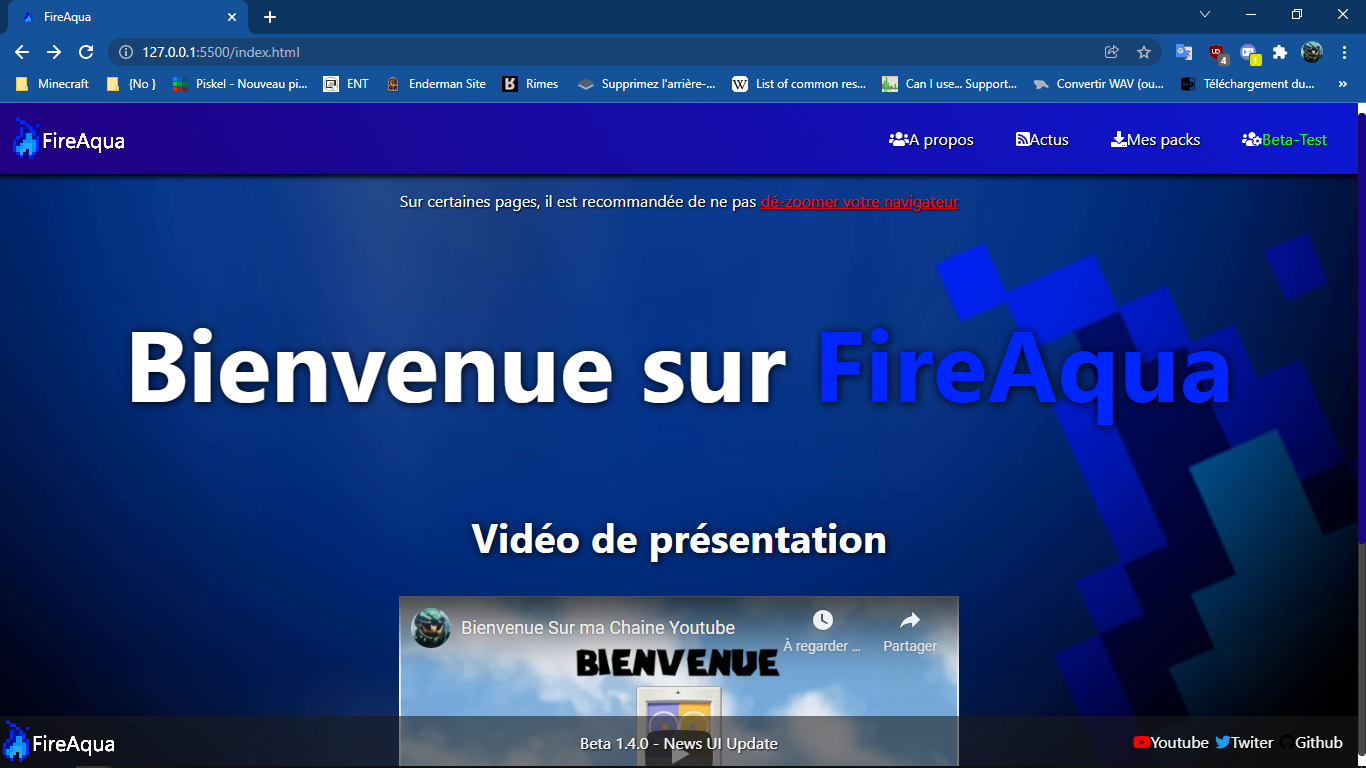 FireAqua
127.0.0.1:5500/index.html
4
Minecraft
{No }
Piskel - Nouveau pi...
ENT
Enderman Site
Rimes
Supprimez l'arrière-...
List of common res...
Can I use... Support...
Convertir WAV (ou...
Téléchargement du...
»
FireAqua
A propos
Actus
Mes packs
Beta-Test
Sur certaines pages, il est recommandée de ne pas dé-zoomer votre navigateur
Bienvenue sur FireAqua
Vidéo de présentation
Bienvenue Sur ma Chaine Youtube
À regarder ...
Partager
BIENVENUE
FireAqua
Beta 1.4.0 - News UI Update
Youtube
Twiter
Github